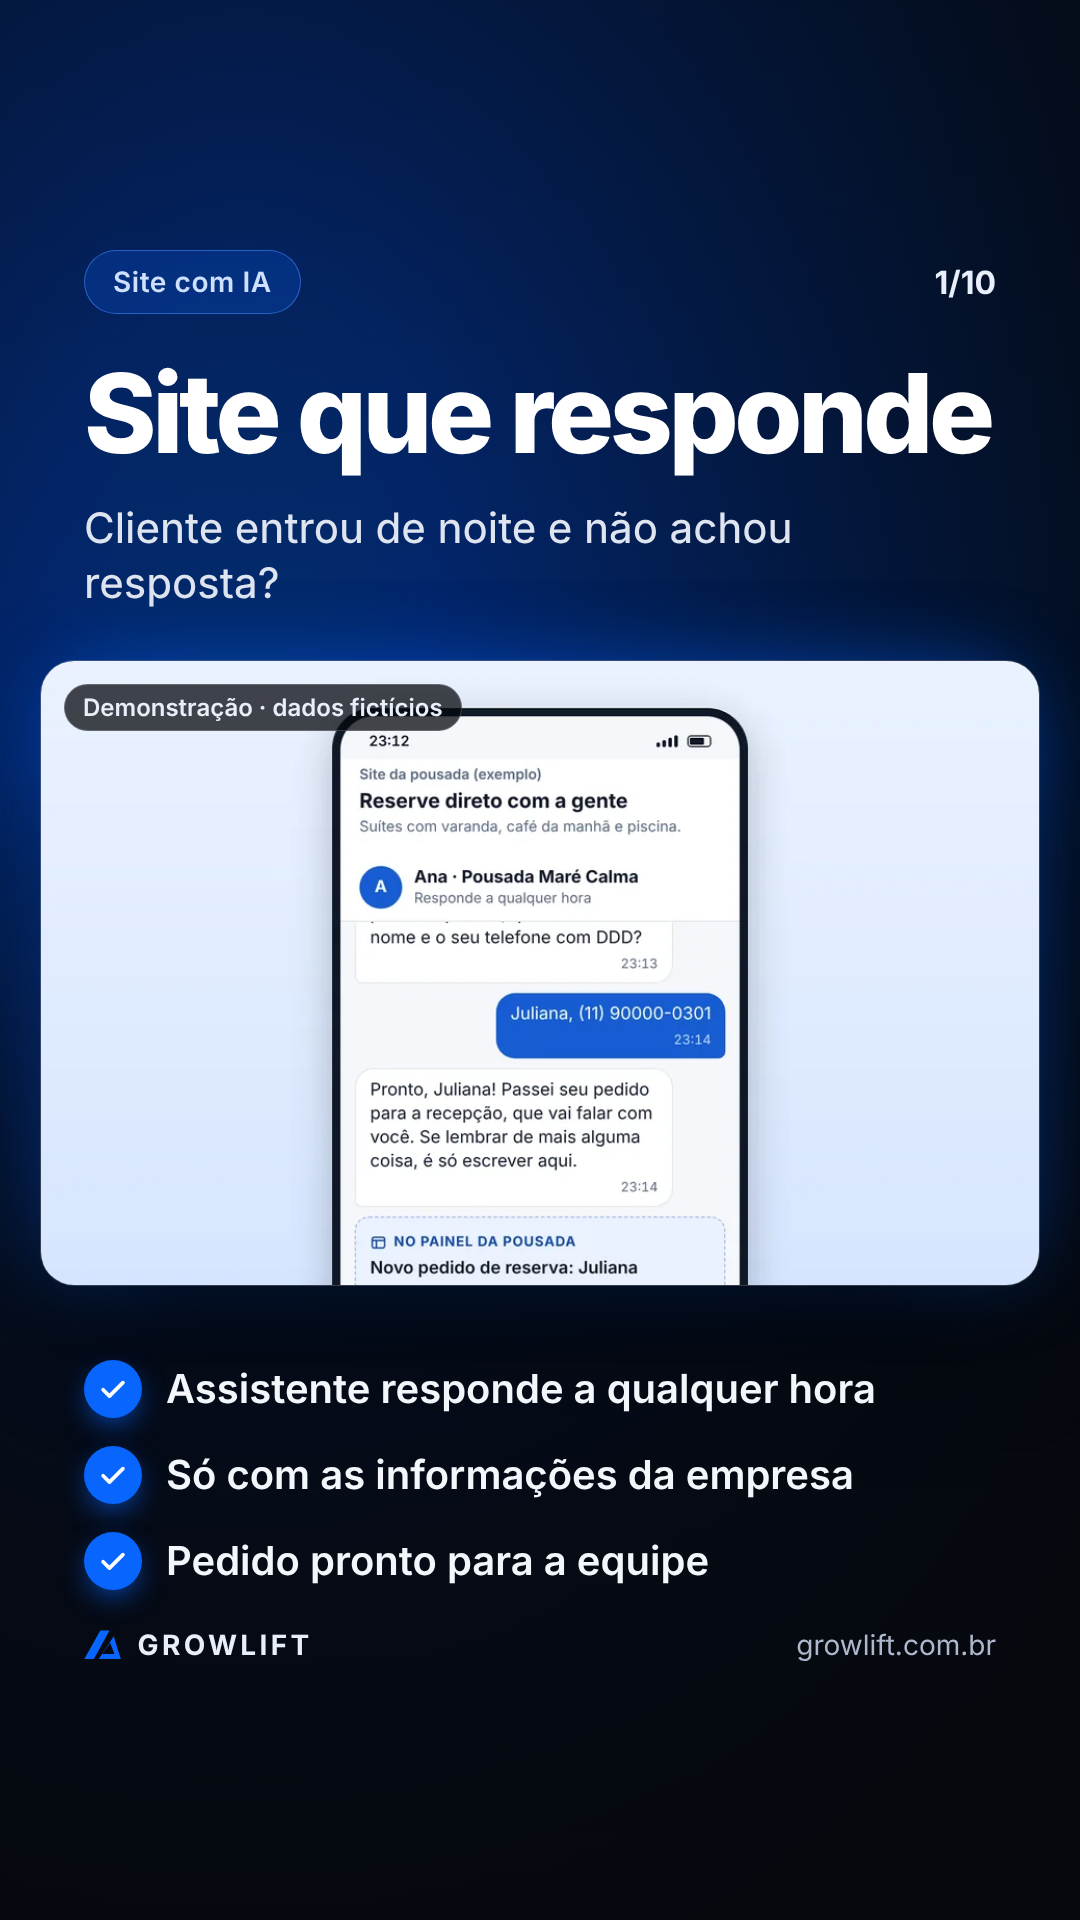 Site com IA
1/10
Site que responde
Cliente entrou de noite e não achou
resposta?
Demonstração · dados fictícios
23:12
Site da pousada (exemplo)
Reserve direto com a gente
Suítes com varanda, café da manhã e piscina.
A
Ana · Pousada Maré Calma
Responde a qualquer hora
nome e o seu telefone com DDD?
23:13
Juliana, (11) 90000-0301
23:14
Pronto, Juliana! Passei seu pedido
para a recepção, que vai falar com
você. Se lembrar de mais alguma
coisa, é só escrever aqui.
23:14
NO PAINEL DA POUSADA
Novo pedido de reserva: Juliana
Assistente responde a qualquer hora
Só com as informações da empresa
Pedido pronto para a equipe
GROWLIFT
growlift.com.br